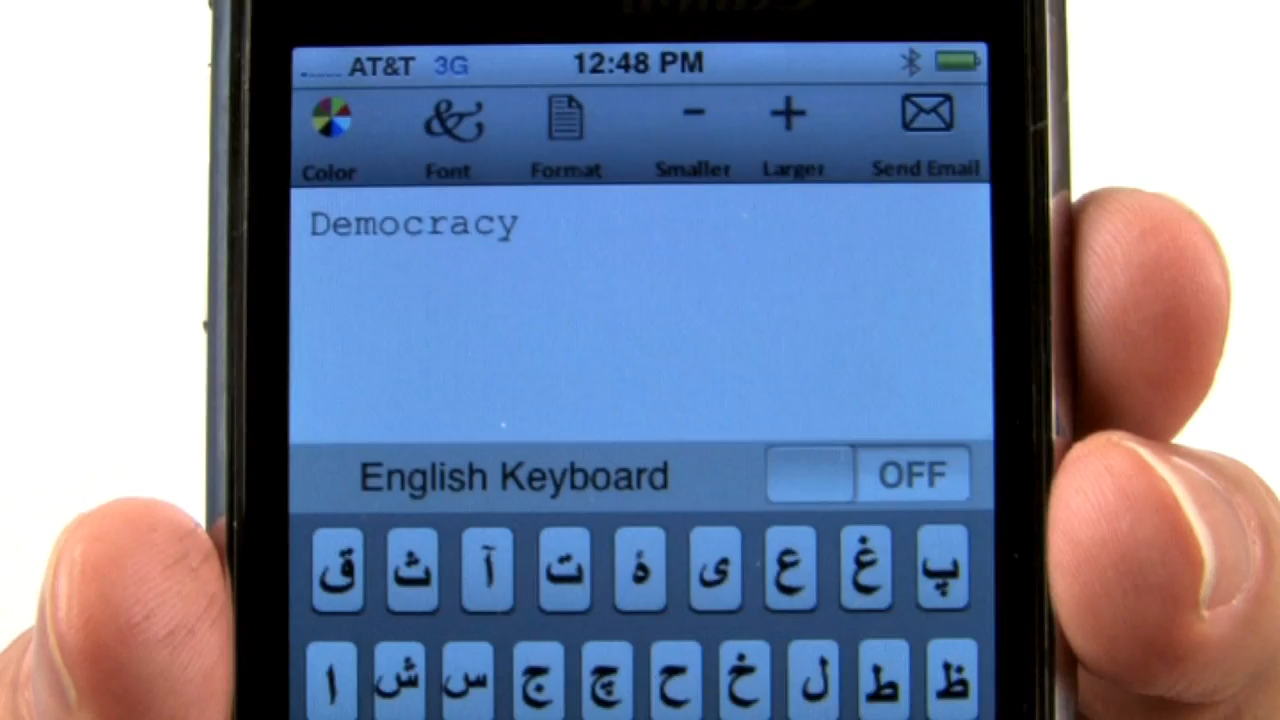 AT&T 3G 12:48 PM
Color Font Format Smaller Larger Send Email
Democracy
English Keyboard OFF
ق ث آ ت ۀ ی ع غ پ
ا ش س ج چ ح خ ل ط ظ